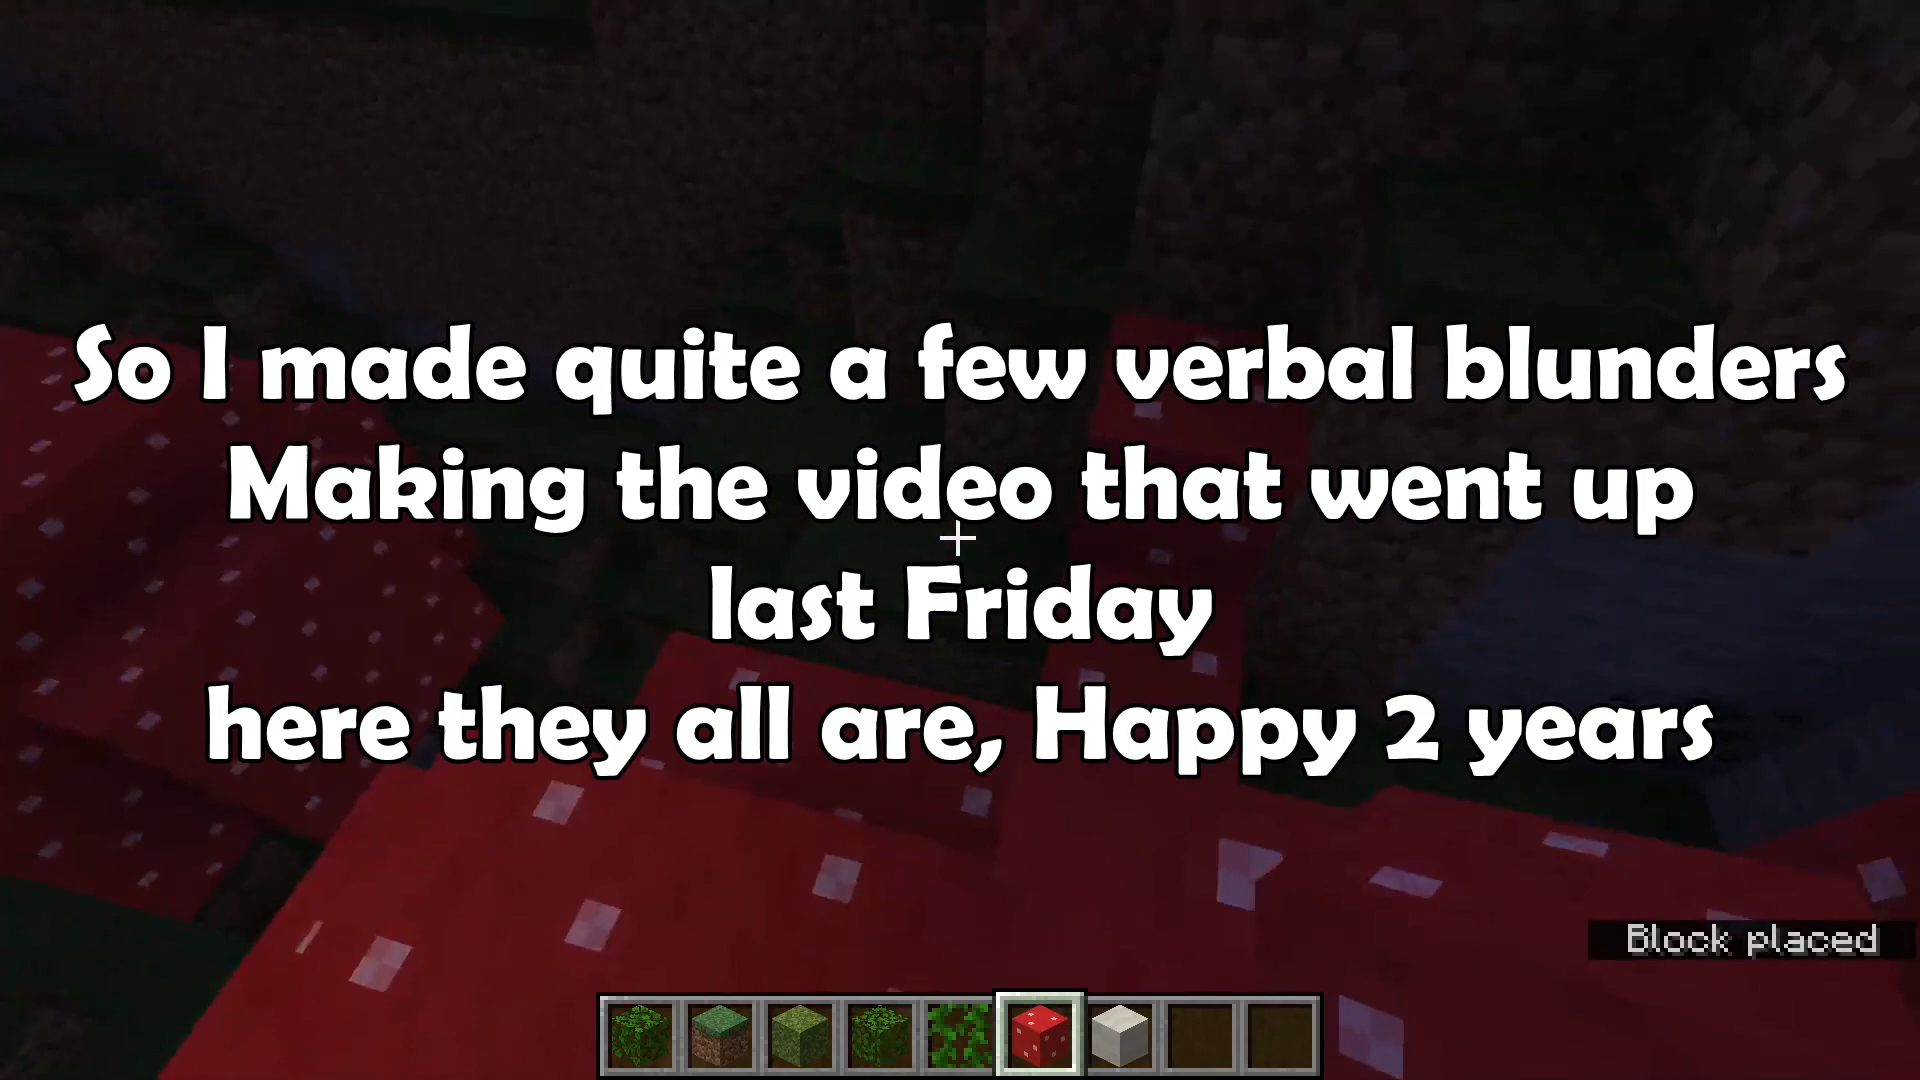 So I made quite a few verbal blunders
Making the video that went up
last Friday
here they all are, Happy 2 years
Block placed